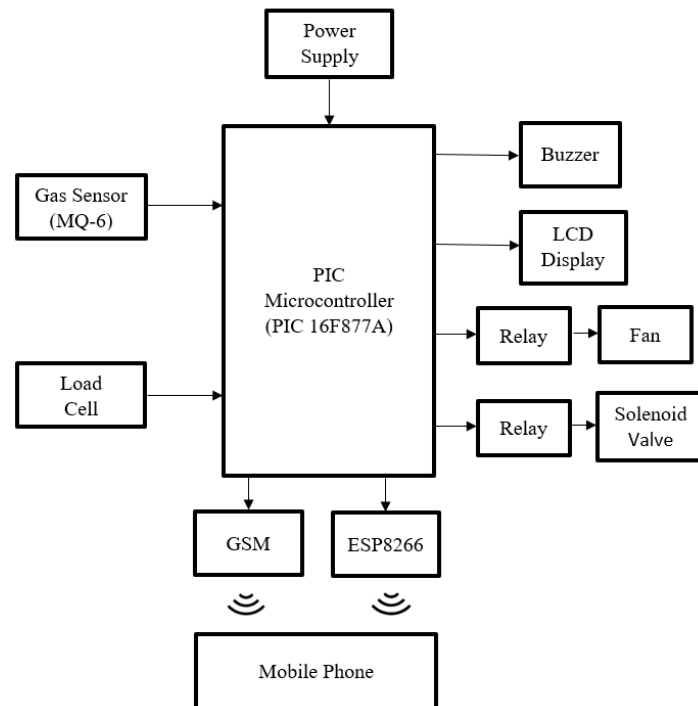 Power
Supply
Buzzer
Gas Sensor
(MQ-6)
LCD
Display
PIC
Microcontroller
(PIC 16F877A)
Relay
Fan
Load
Cell
Relay
Solenoid
Valve
GSM
ESP8266
Mobile Phone